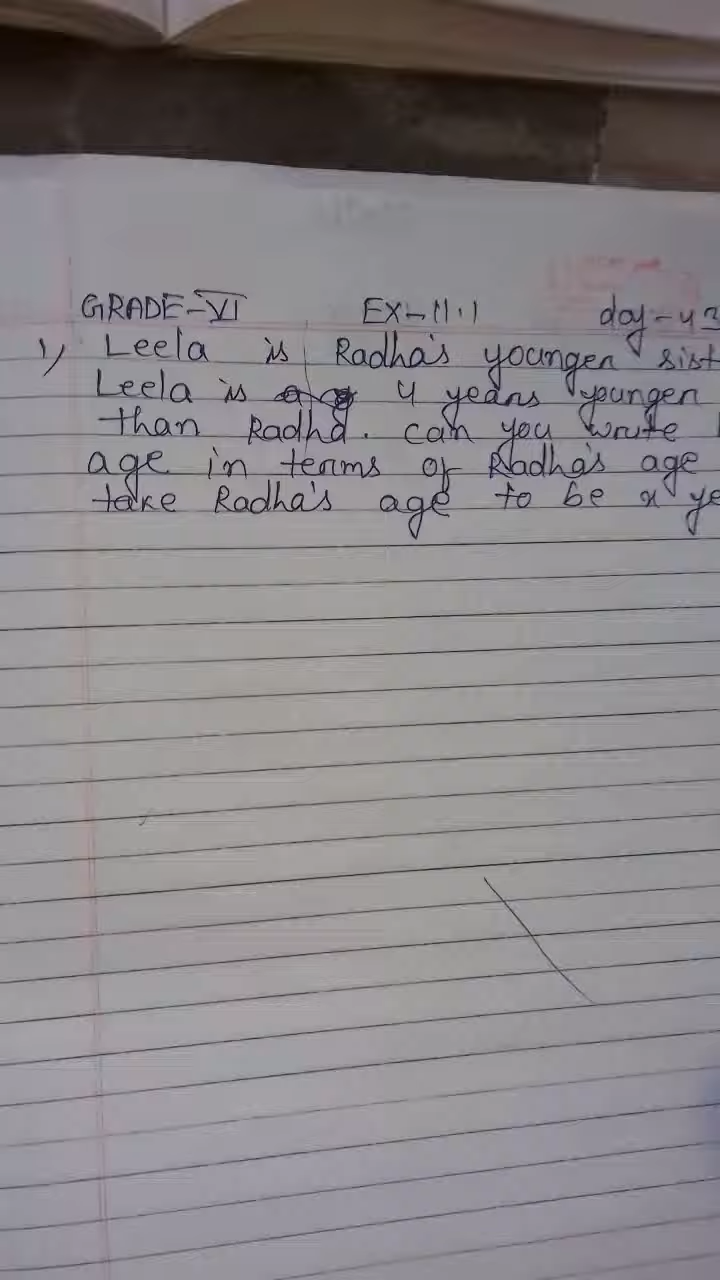 GRADE-VI EX-11.1 day-43
1) Leela is Radha's younger sist
Leela is 4 years younger
than Radha. can you write
age in terms of Radha's age
take Radha's age to be x ye